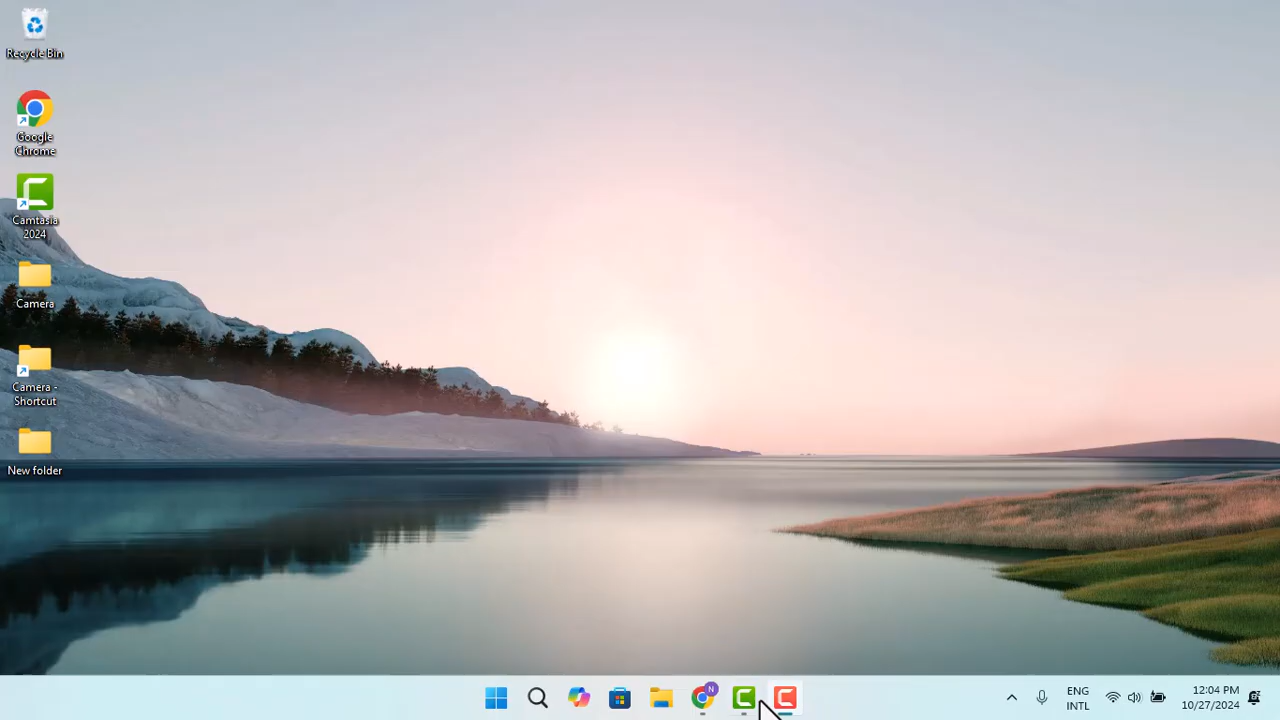 Recycle Bin
Google
Chrome
Camtasia
2024
Camera
Camera -
Shortcut
New folder
N
ENG
INTL
12:04 PM
10/27/2024